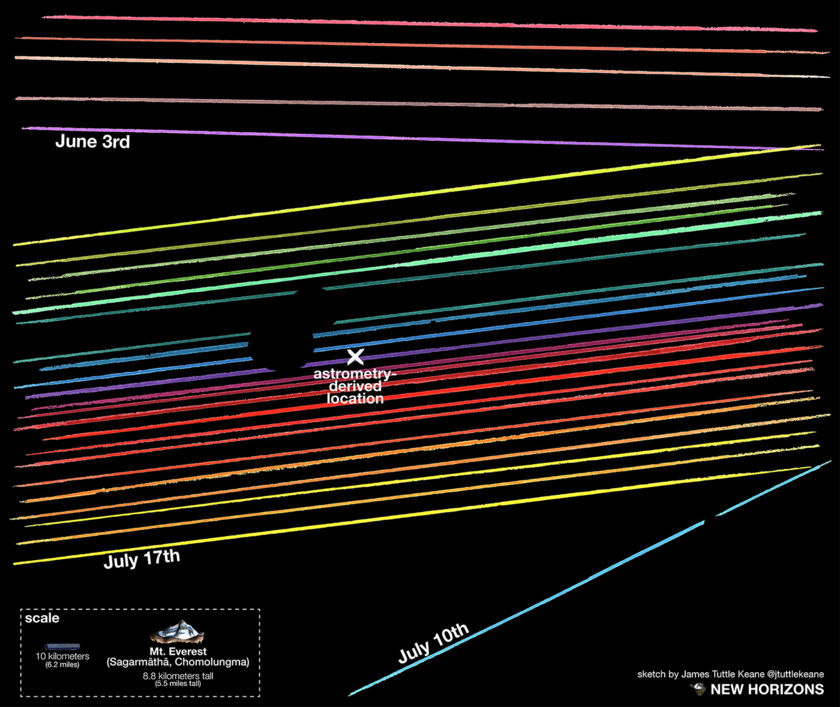 June 3rd
astrometry-
derived
location
July 17th
July 10th
scale
10 kilometers
(6.2 miles)
Mt. Everest
(Sagarmāthā, Chomolungma)
8.8 kilometers tall
(5.5 miles tall)
sketch by James Tuttle Keane @jtuttlekeane
NEW HORIZONS